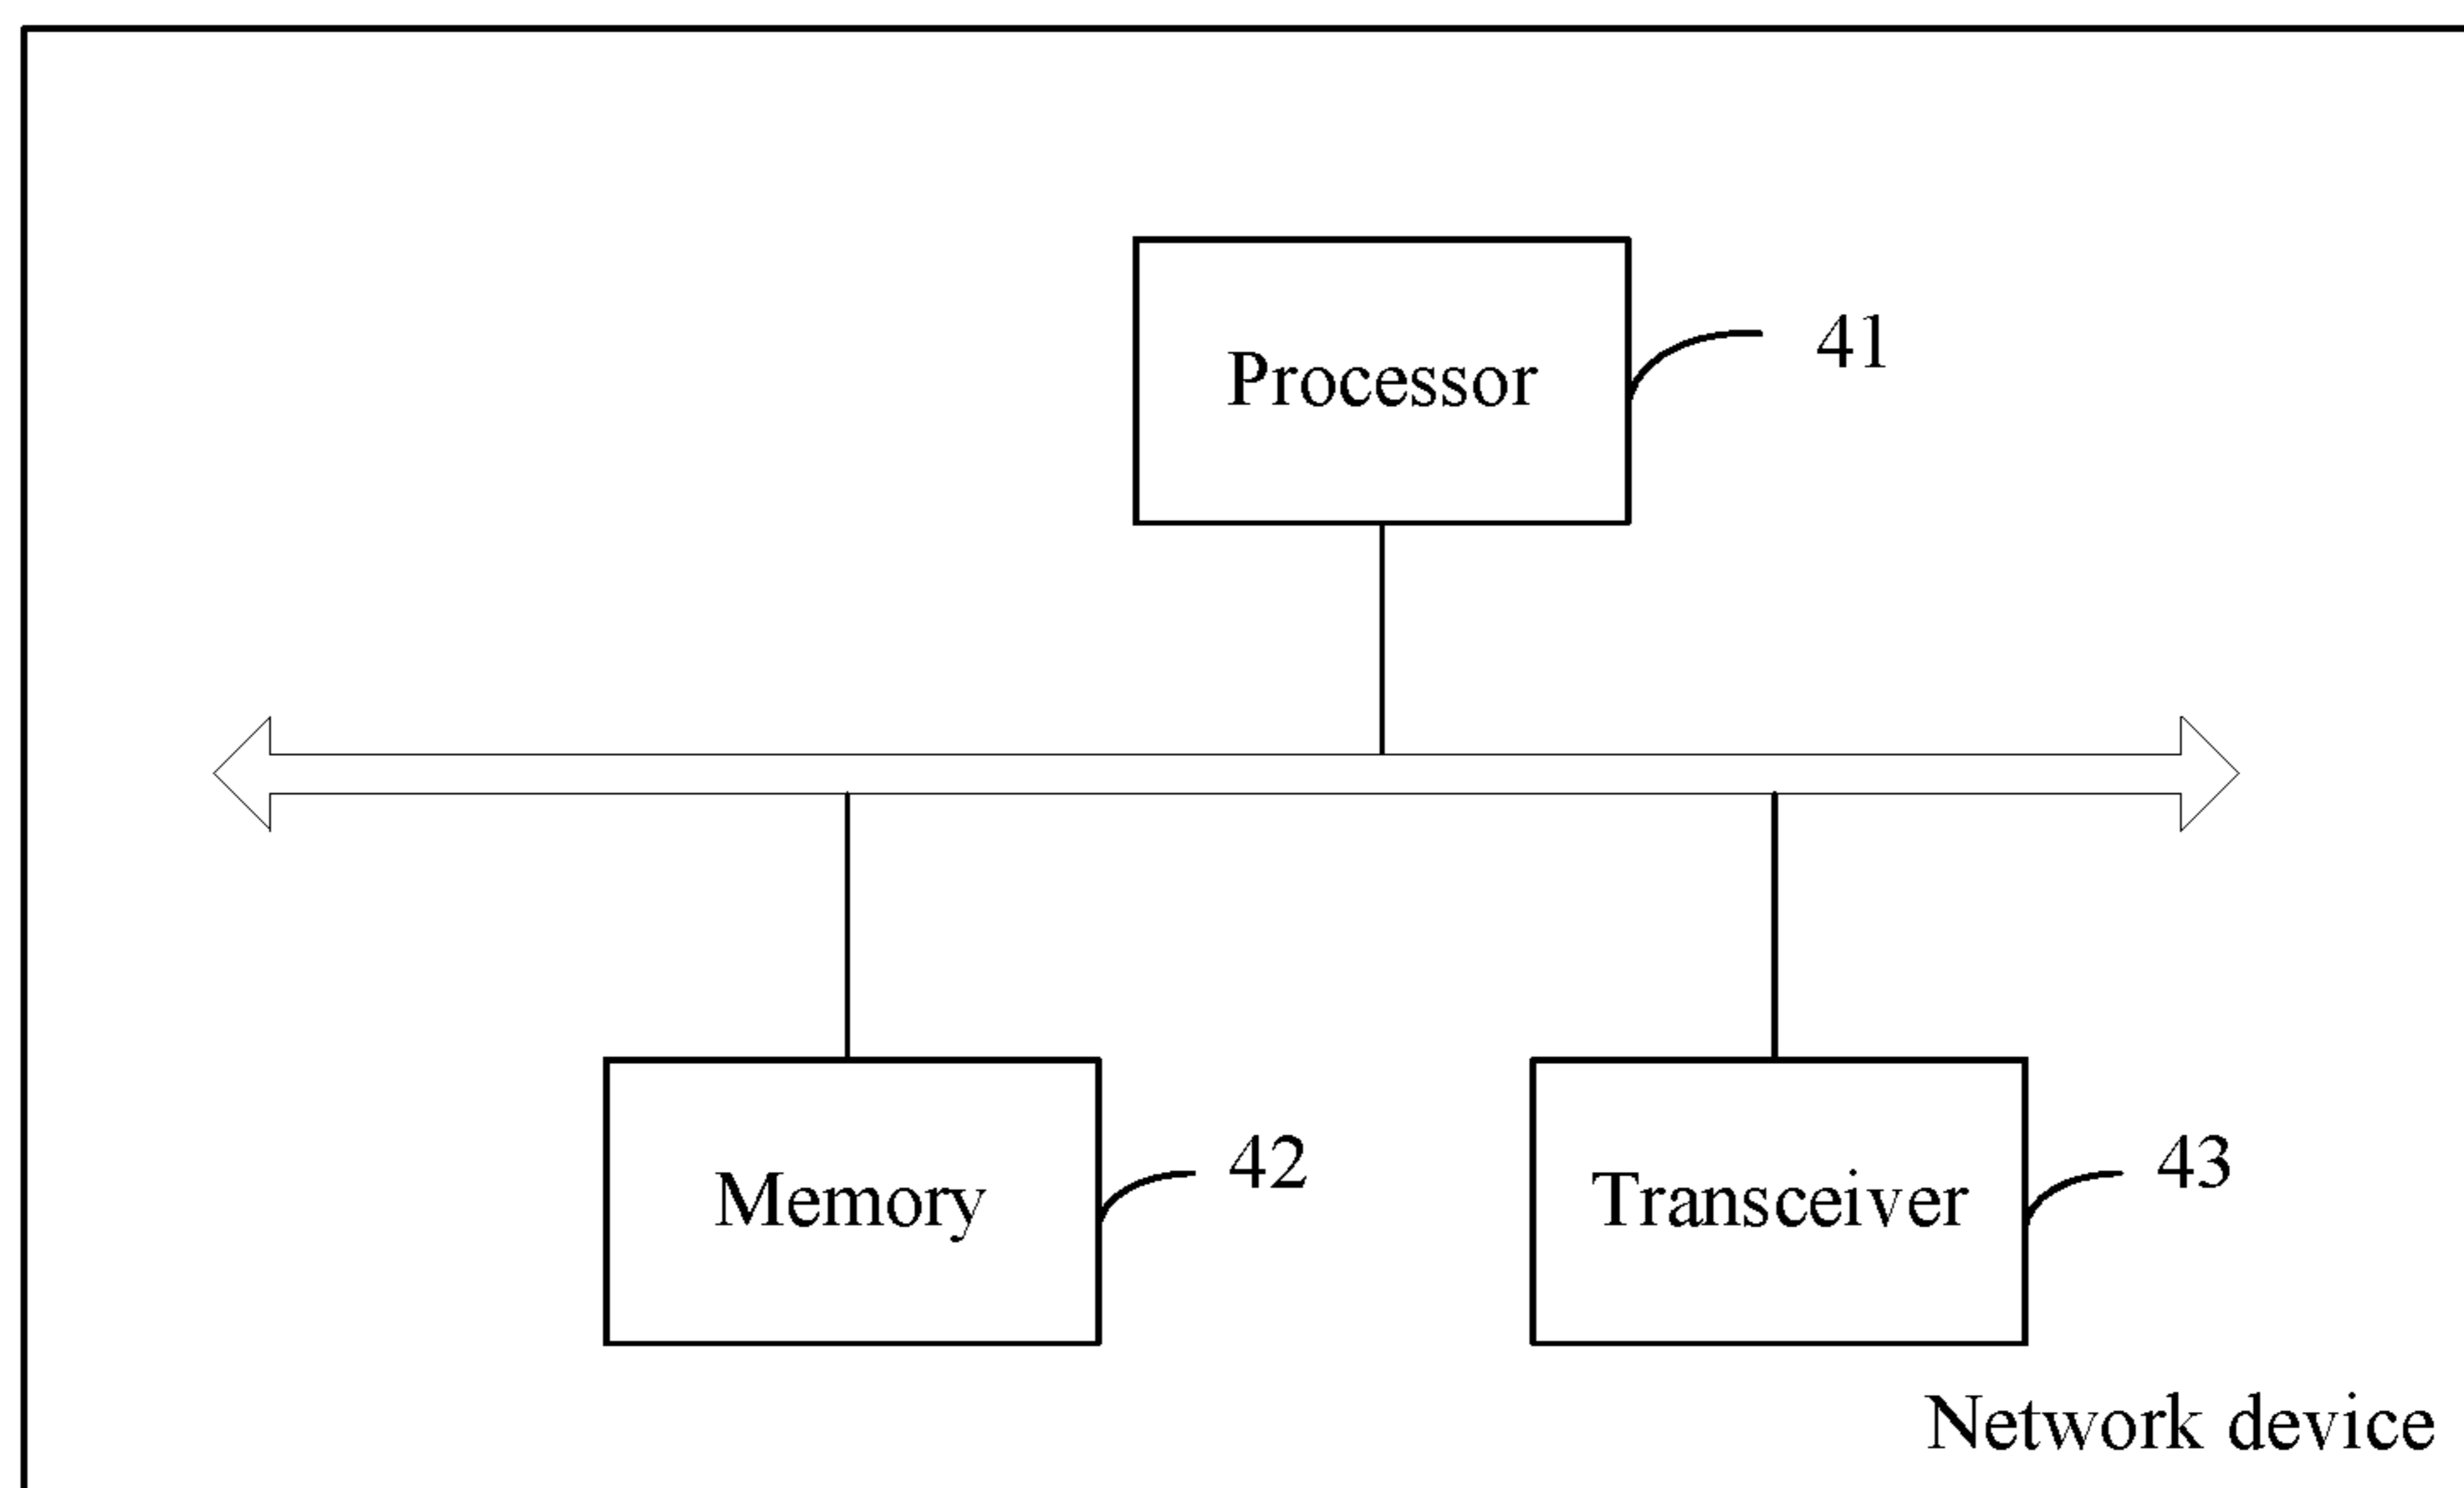 Processor
41
Memory
42
Transceiver
43
Network device